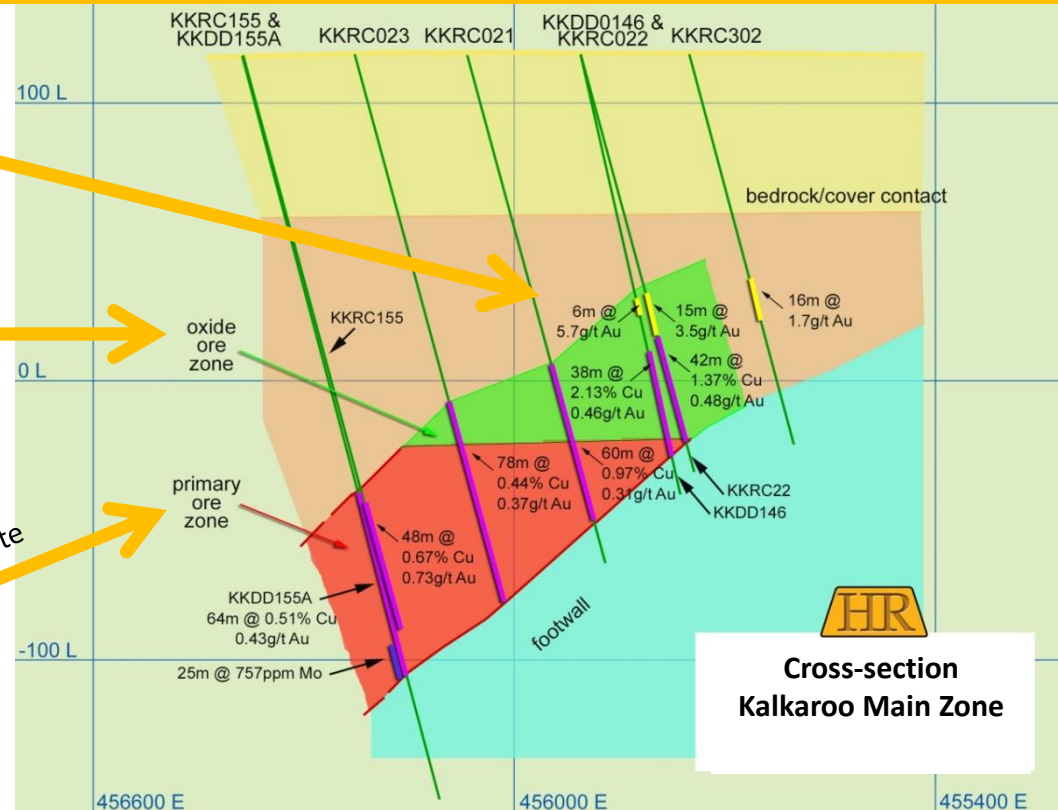 KKRC155 &
KKDD155A
KKRC023
KKRC021
KKDD0146 &
KKRC022
KKRC302
100 L
bedrock/cover contact
oxide
ore
zone
KKRC155
6m @
5.7g/t Au
15m @
3.5g/t Au
16m @
1.7g/t Au
0 L
38m @
2.13% Cu
0.46g/t Au
42m @
1.37% Cu
0.48g/t Au
primary
ore
zone
78m @
0.44% Cu
0.37g/t Au
60m @
0.97% Cu
0.31g/t Au
KKRC22
KKDD146
48m @
0.67% Cu
0.73g/t Au
KKDD155A
64m @ 0.51% Cu
0.43g/t Au
footwall
-100 L
25m @ 757ppm Mo
HR
Cross-section
Kalkaroo Main Zone
456600 E
456000 E
455400 E